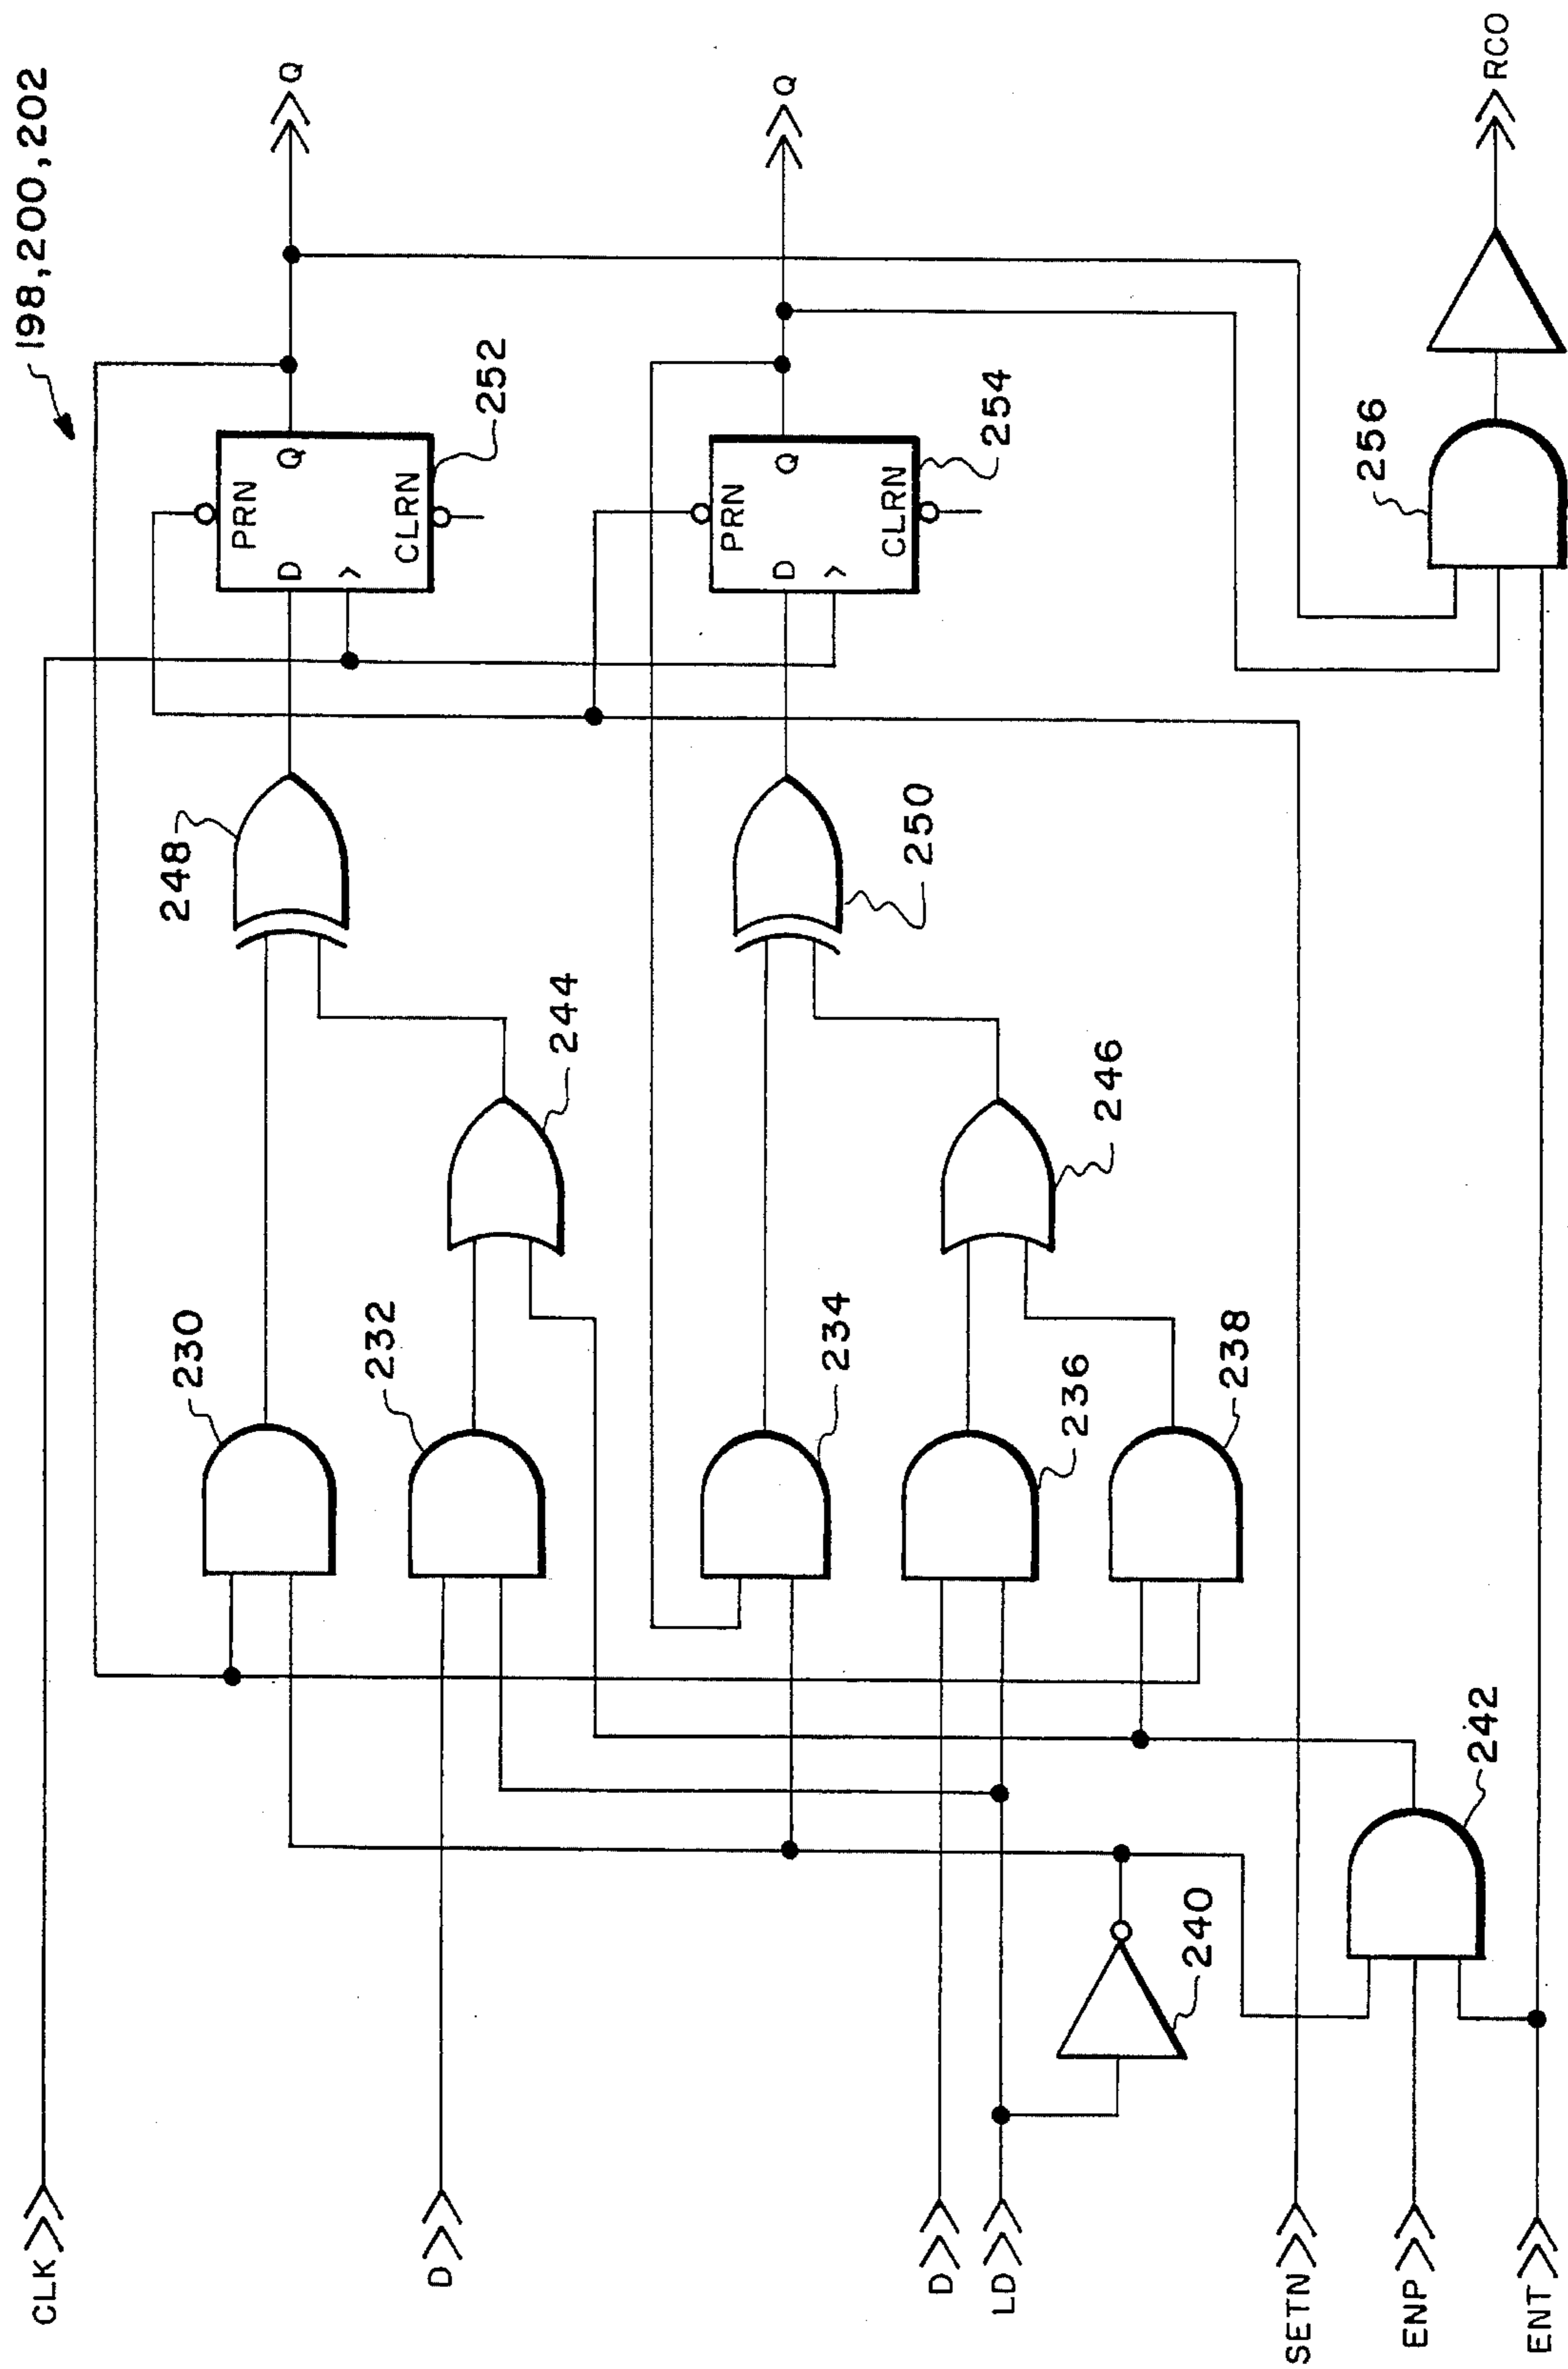 198,200,202
CLK
D
D
LD
SETN
ENP
ENT
240
242
230
232
234
236
238
244
246
248
250
PRN
D
Q
>
CLRN
252
PRN
D
Q
>
CLRN
254
256
Q
Q
RCO